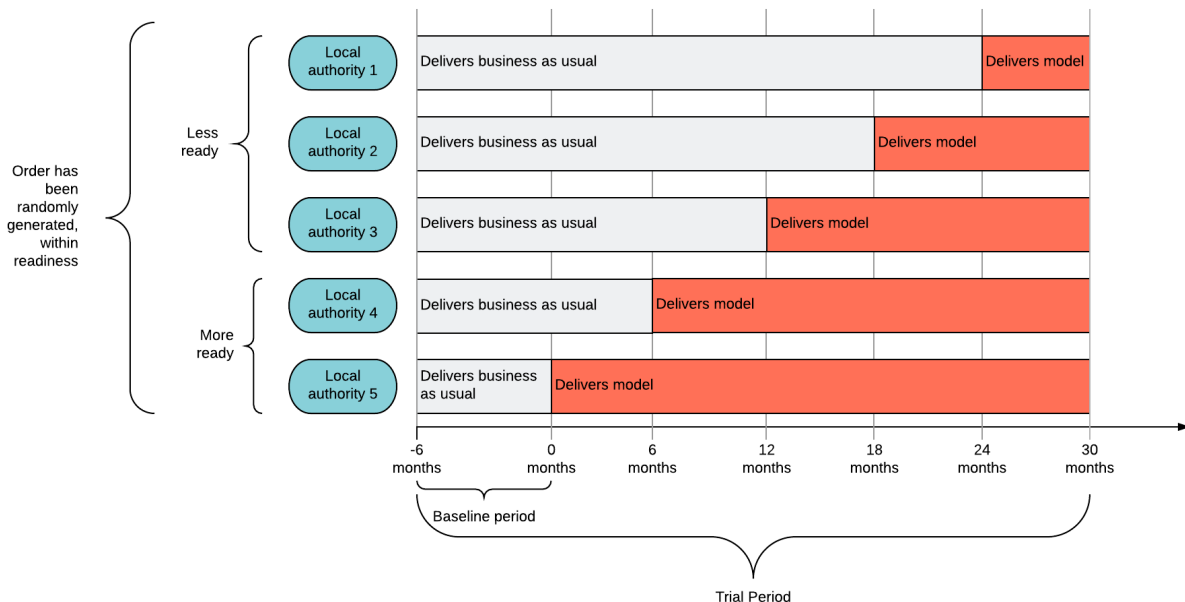 Order has
been
randomly
generated,
within
readiness
Less
ready
More
ready
Local
authority 1
Delivers business as usual
Delivers model
Local
authority 2
Delivers business as usual
Delivers model
Local
authority 3
Delivers business as usual
Delivers model
Local
authority 4
Delivers business as usual
Delivers model
Local
authority 5
Delivers business
as usual
Delivers model
-6
months
0
months
6
months
12
months
18
months
24
months
30
months
Baseline period
Trial Period